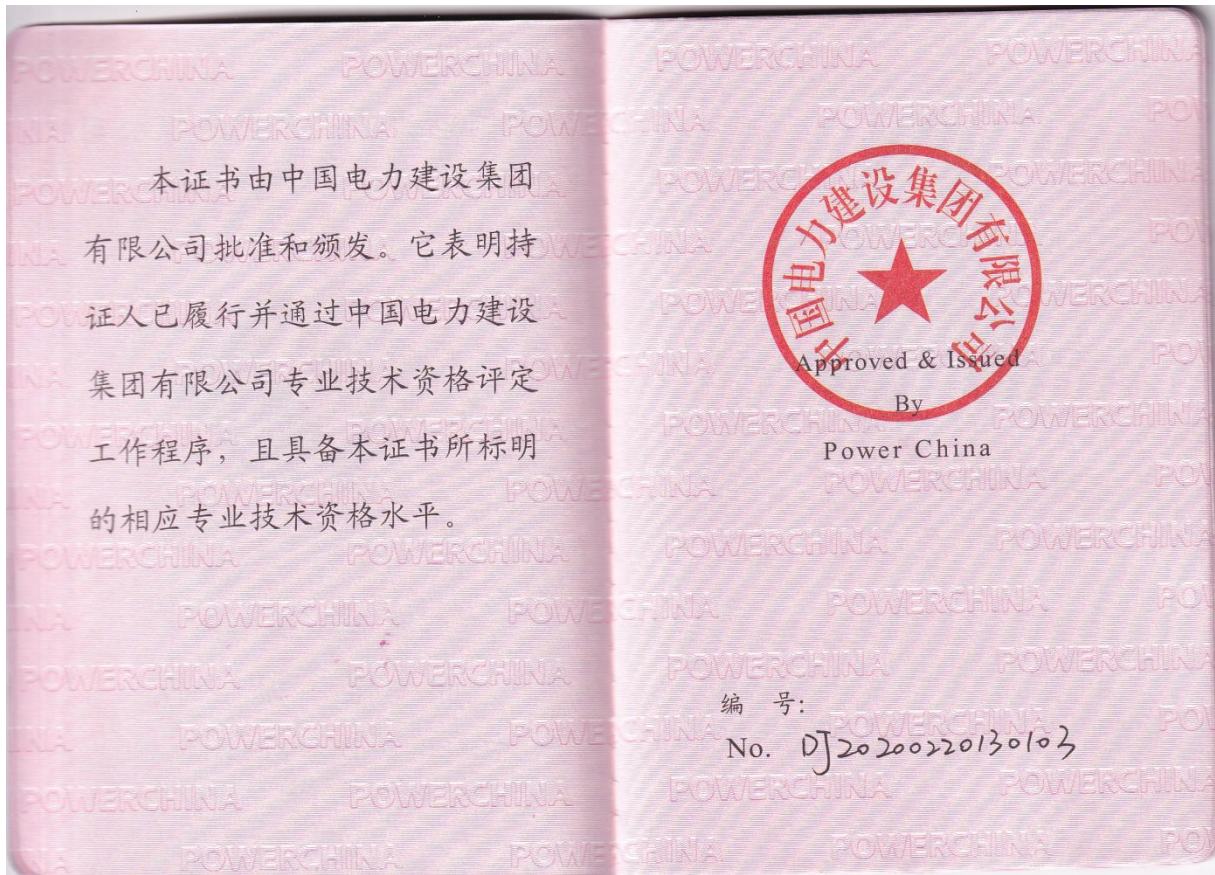 本证书由中国电力建设集团
有限公司批准和颁发。它表明持
证人已履行并通过中国电力建设
集团有限公司专业技术资格评定
工作程序，且具备本证书所标明
的相应专业技术资格水平。
中国电力建设集团有限公司
Approved & Issued
By
Power China
编 号:
No. DJ20200220130103
POWERCHINA